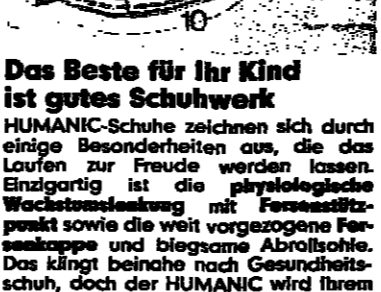 10
Das Beste für Ihr Kind
ist gutes Schuhwerk
HUMANIC-Schuhe zeichnen sich durch
einige Besonderheiten aus, die das
Laufen zur Freude werden lassen.
Einzigartig ist die physiologische
Wachstumslenkung mit Fersenstütz-
punkt sowie die weit vorgezogene Fer-
senkappe und biegsame Abrollsohle.
Das klingt beinahe nach Gesundheits-
schuh, doch der HUMANIC wird Ihrem